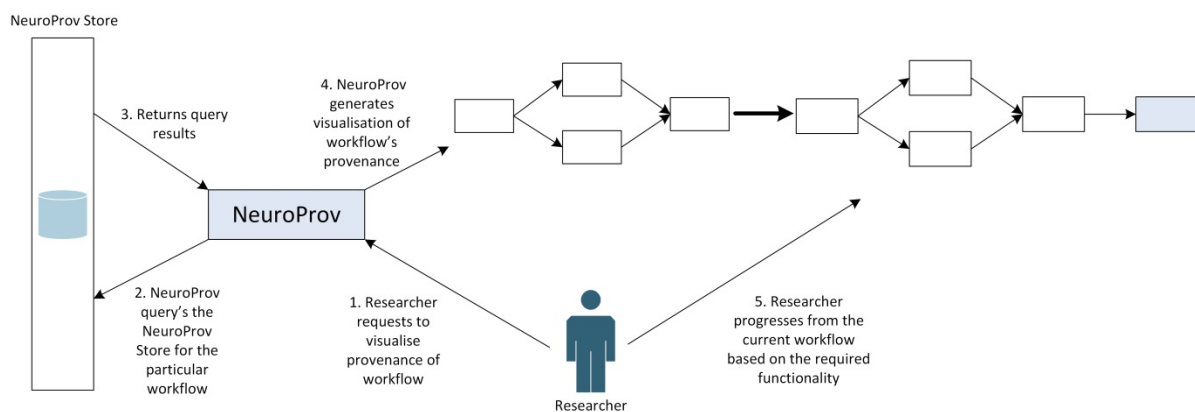 NeuroProv Store
3. Returns query
results
4. NeuroProv
generates
visualisation of
workflow's
provenance
NeuroProv
2. NeuroProv
query's the
NeuroProv
Store for the
particular
workflow
1. Researcher
requests to
visualise
provenance of
workflow
5. Researcher
progresses from the
current workflow
based on the required
functionality
Researcher